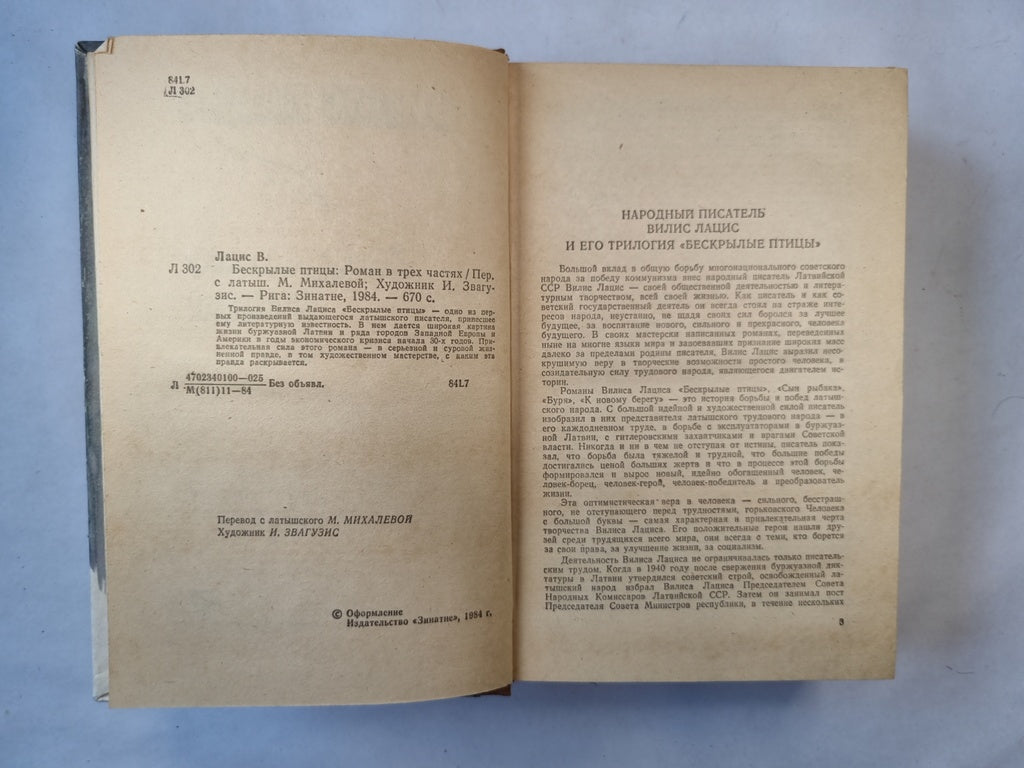 84L7
Л 302
Лацис В.
Л 302 Бескрылые птицы: Роман в трех частях / Пер.
с латыш. М. Михалевой; Художник И. Звагу-
зис. — Рига: Зинатне, 1984. — 670 с.
Трилогия Вилиса Лациса «Бескрылые птицы» — одно из пер-
вых произведений выдающегося латышского писателя, принесшее
ему литературную известность. В нем дается широкая картина
жизни буржуазной Латвии и ряда городов Западной Европы и
Америки в годы экономического кризиса начала 30-х годов. При-
влекательная сила этого романа — в серьезной и суровой жиз-
ненной правде, в том художественном мастерстве, с каким эта
правда раскрывается.
Л 4702340100—025
М(811)11—84 Без объявл. 84L7
Перевод с латышского М. МИХАЛЕВОЙ
Художник И. ЗВАГУЗИС
© Оформление
Издательство «Зинатне», 1984 г.
НАРОДНЫЙ ПИСАТЕЛЬ
ВИЛИС ЛАЦИС
И ЕГО ТРИЛОГИЯ «БЕСКРЫЛЫЕ ПТИЦЫ»
Большой вклад в общую борьбу многонационального советского
народа за победу коммунизма внес народный писатель Латвийской
ССР Вилис Лацис — своей общественной деятельностью и литера-
турным творчеством, всей своей жизнью. Как писатель и как со-
ветский государственный деятель он всегда стоял на страже инте-
ресов народа, неустанно, не щадя своих сил боролся за лучшее
будущее, за воспитание нового, сильного и прекрасного, человека
будущего. В своих мастерски написанных романах, переведенных
на многие языки мира и завоевавших признание широких масс
далеко за пределами родины писателя, Вилис Лацис выразил несо-
крушимую веру в творческие возможности простого человека, в
созидательную силу трудового народа, являющегося двигателем ис-
тории.
Романы Вилиса Лациса «Бескрылые птицы», «Сын рыбака»,
«Буря», «К новому берегу» — это история борьбы и побед латыш-
ского народа. С большой идейной и художественной силой писатель
изобразил в них представителя латышского трудового народа — в
его каждодневном труде, в борьбе с эксплуататорами в буржуаз-
ной Латвии, с гитлеровскими захватчиками и врагами Советской
власти. Никогда и ни в чем не отступая от истины, писатель пока-
зал, что борьба была тяжелой и трудной, что большие победы
достигались ценой больших жертв и что в процессе этой борьбы
формировался и вырос новый, идейно обогащенный человек, че-
ловек-борец, человек-герой, человек-победитель и преобразователь
жизни.
Эта оптимистическая вера в человека — сильного, бесстраш-
ного, не отступающего перед трудностями, горьковского Человека
с большой буквы — самая характерная и привлекательная черта
творчества Вилиса Лациса. Его положительные герои нашли дру-
зей среди трудящихся всего мира, они всегда с теми, кто борется
за свои права, за улучшение жизни, за социализм.
Деятельность Вилиса Лациса не ограничивалась только писатель-
ским трудом. Когда в 1940 году после свержения буржуазной дик-
татуры в Латвии утвердился советский строй, освобожденный ла-
тышский народ избрал Вилиса Лациса Председателем Совета
Народных Комиссаров Латвийской ССР. Затем он занимал пост
Председателя Совета Министров республики, в течение нескольких
3